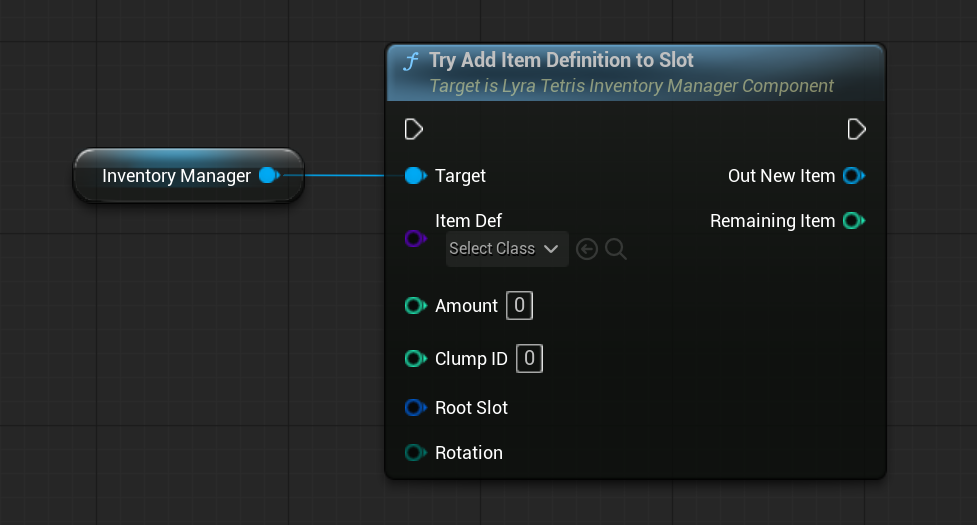 f Try Add Item Definition to Slot
Target is Lyra Tetris Inventory Manager Component
Inventory Manager
Target
Out New Item
Item Def
Remaining Item
Select Class
Amount 0
Clump ID 0
Root Slot
Rotation